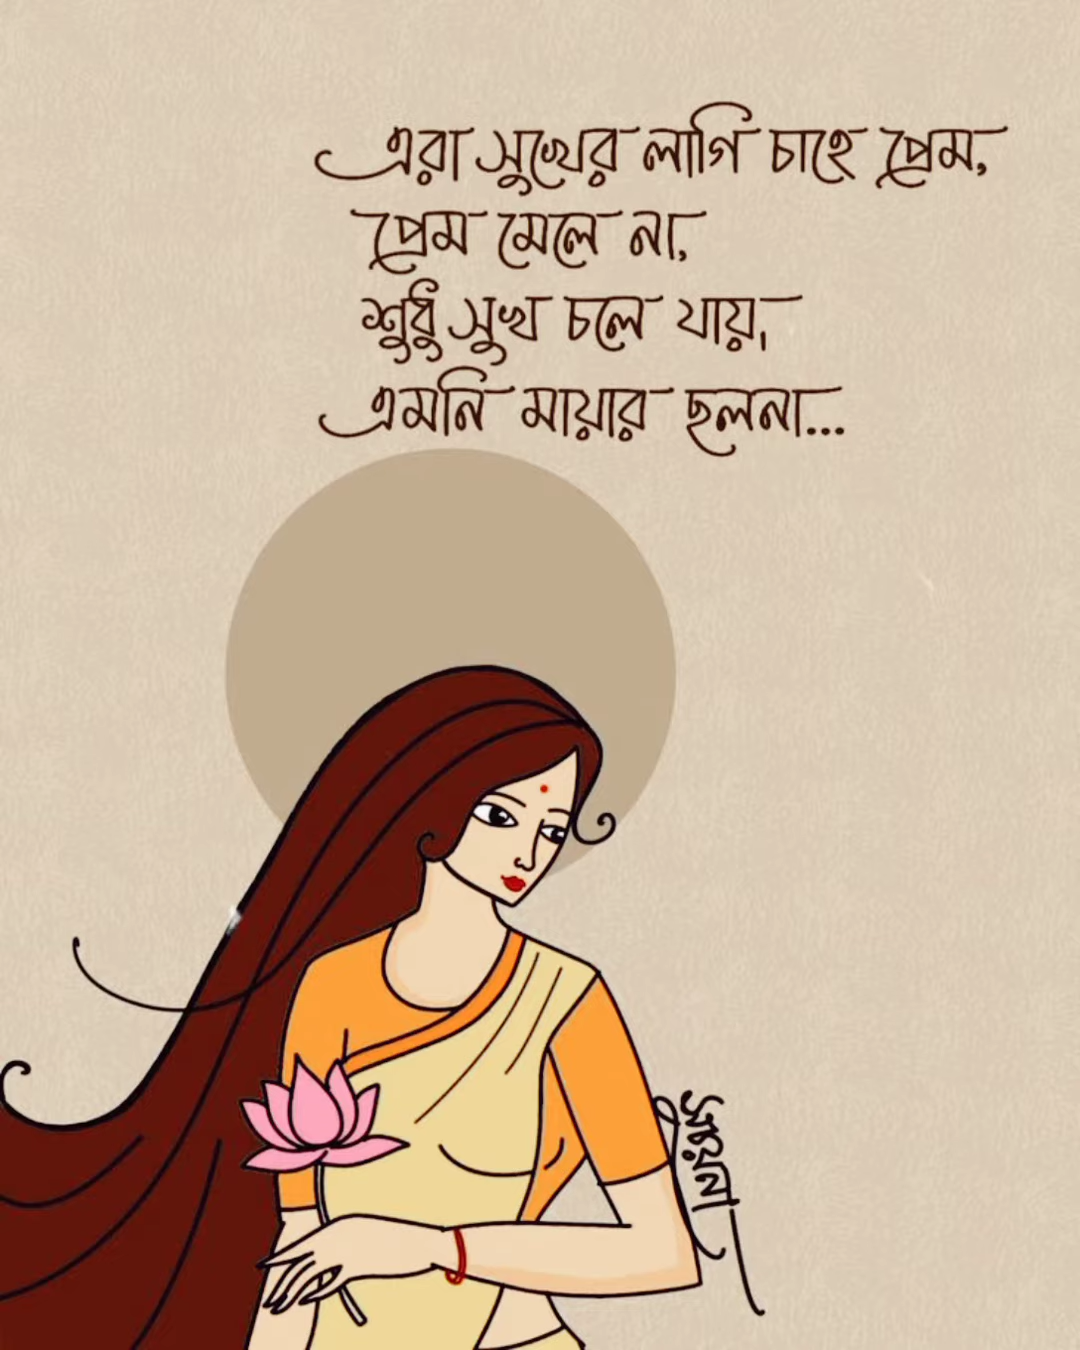 এরা সুখের লাগি চাহে প্রেম,
প্রেম মেলে না,
শুধু সুখ চলে যায়,
এমনি মায়ার ছলনা...